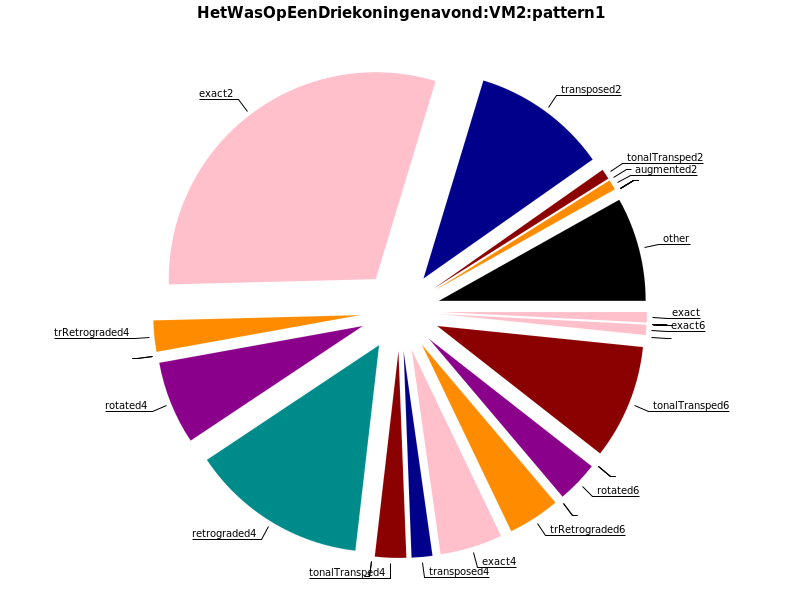 HetWasOpEenDriekoningenavond:VM2:pattern1
exact2
transposed2
tonalTransped2
augmented2
other
exact
exact6
trRetrograded4
tonalTransped6
rotated4
rotated6
trRetrograded6
retrograded4
exact4
tonalTransped4
transposed4